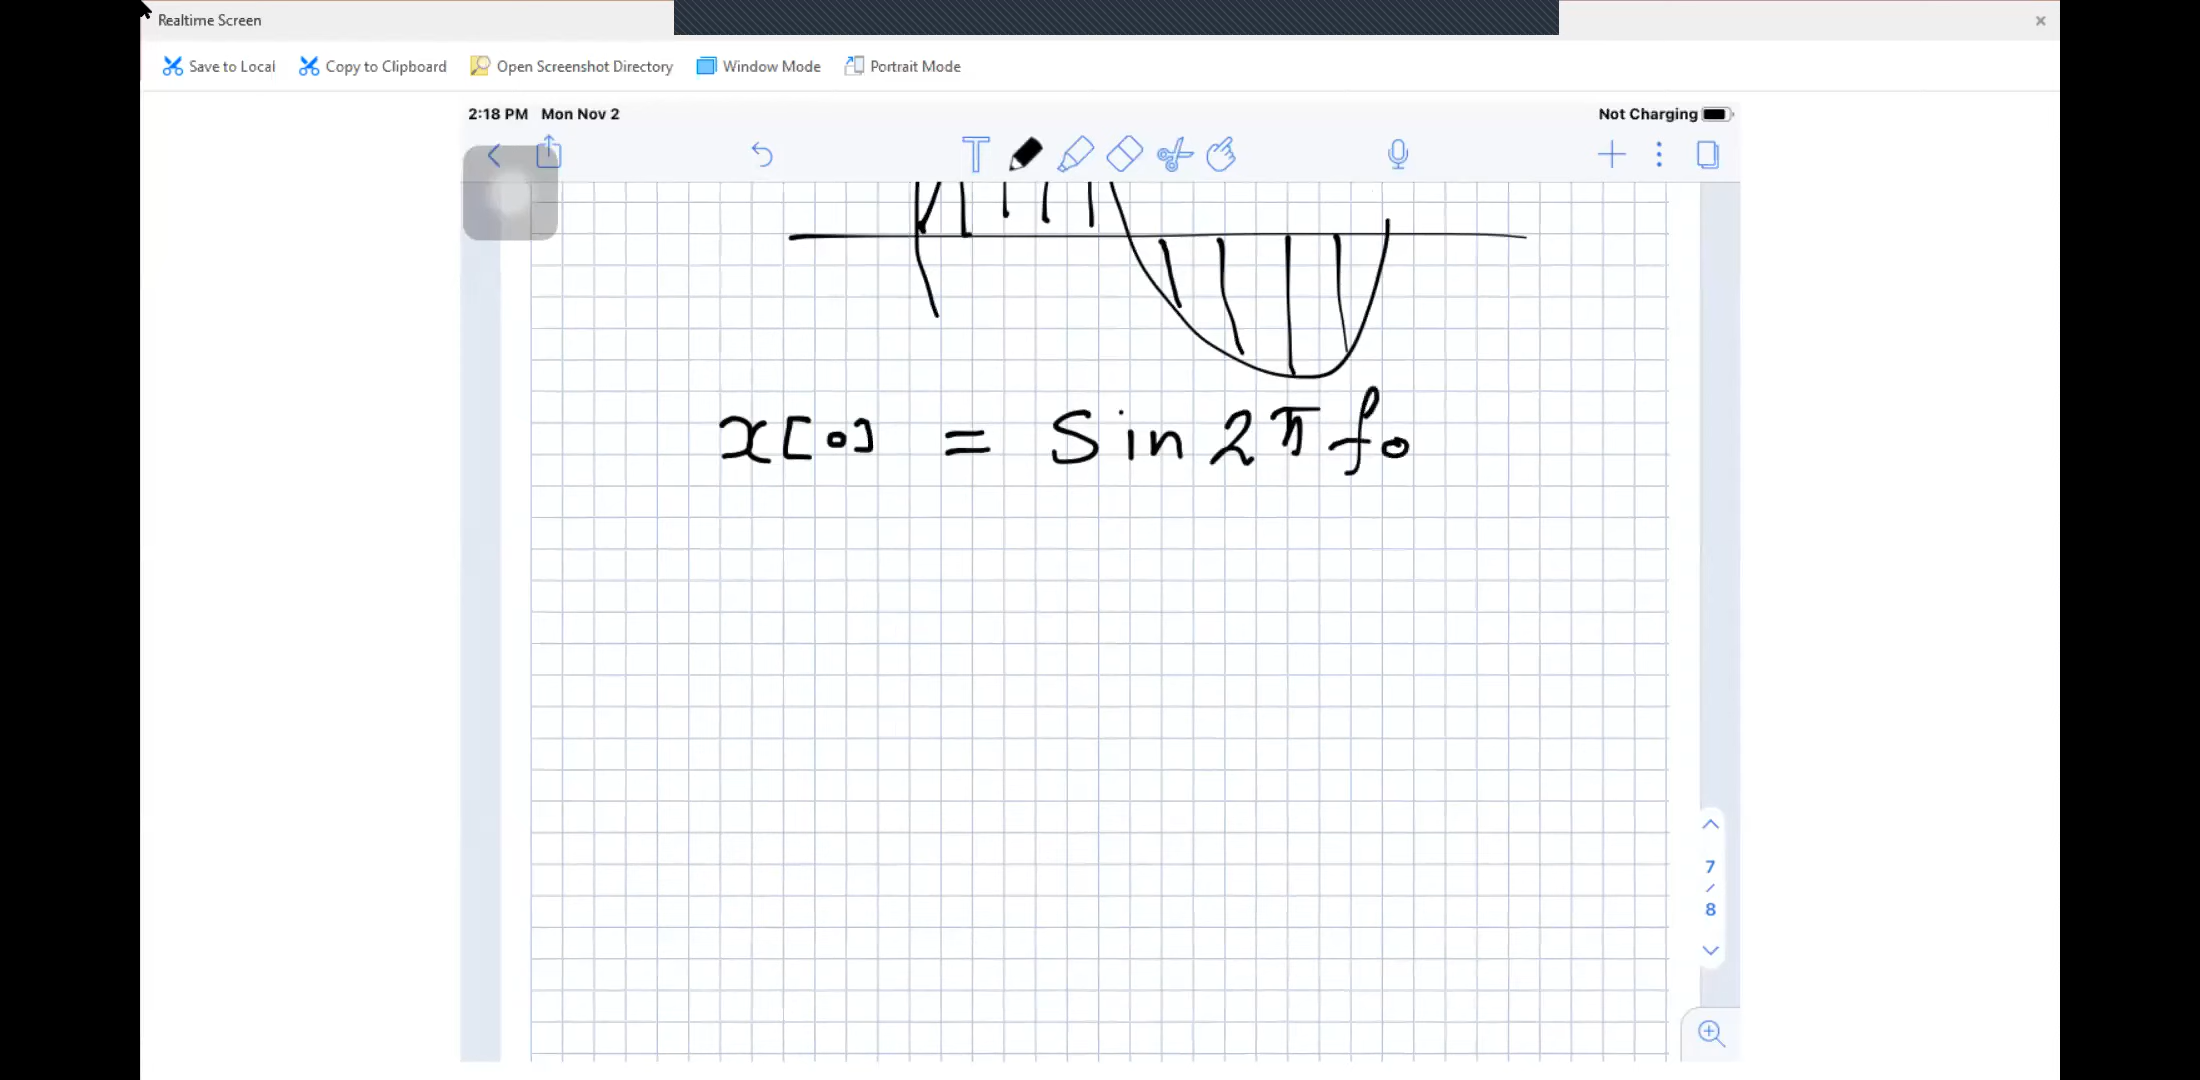 Realtime Screen
Save to Local Copy to Clipboard Open Screenshot Directory Window Mode Portrait Mode
2:18 PM Mon Nov 2 Not Charging
x[0] = Sin 2π fo
7
/
8